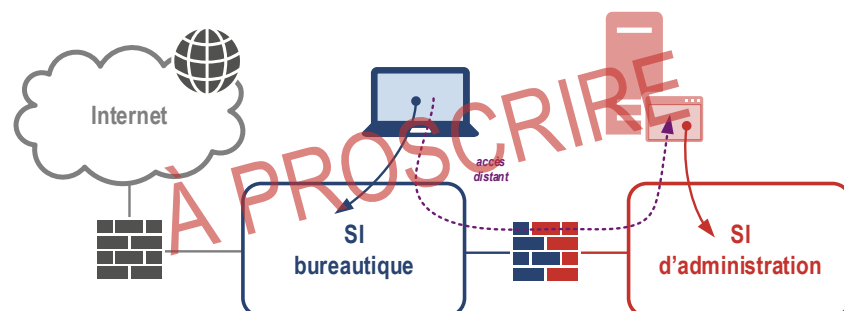 Internet
À PROSCRIRE
accès
distant
SI
bureautique
SI
d'administration